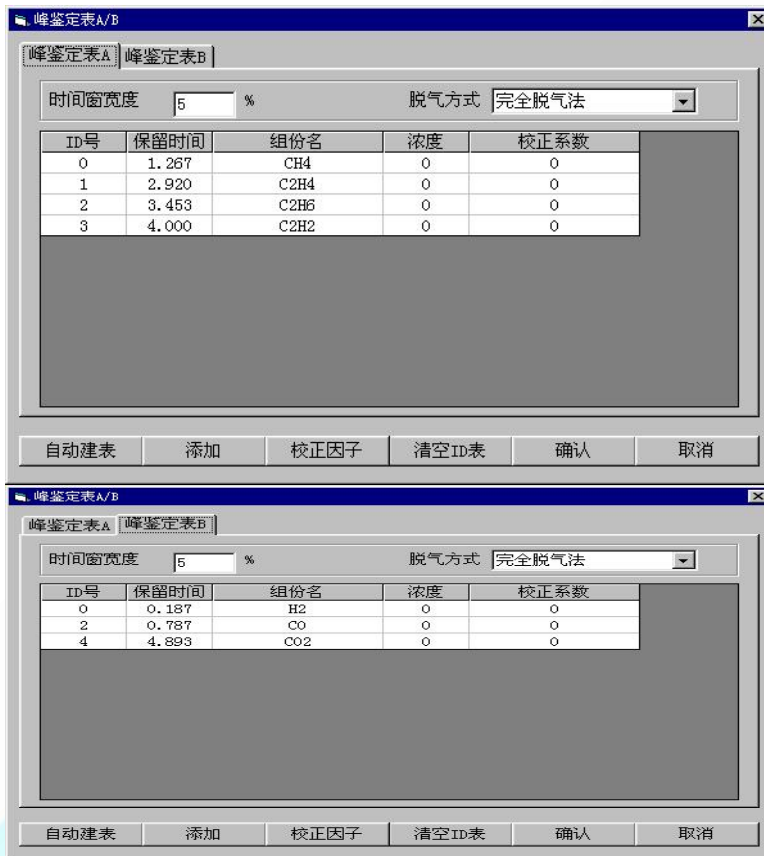 峰鉴定表A/B
峰鉴定表A 峰鉴定表B
时间窗宽度 5 % 脱气方式 完全脱气法
ID号 保留时间 组份名 浓度 校正系数
0 1.267 CH4 0 0
1 2.920 C2H4 0 0
2 3.453 C2H6 0 0
3 4.000 C2H2 0 0
自动建表 添加 校正因子 清空ID表 确认 取消
峰鉴定表A/B
峰鉴定表A 峰鉴定表B
时间窗宽度 5 % 脱气方式 完全脱气法
ID号 保留时间 组份名 浓度 校正系数
0 0.187 H2 0 0
2 0.787 CO 0 0
4 4.893 CO2 0 0
自动建表 添加 校正因子 清空ID表 确认 取消